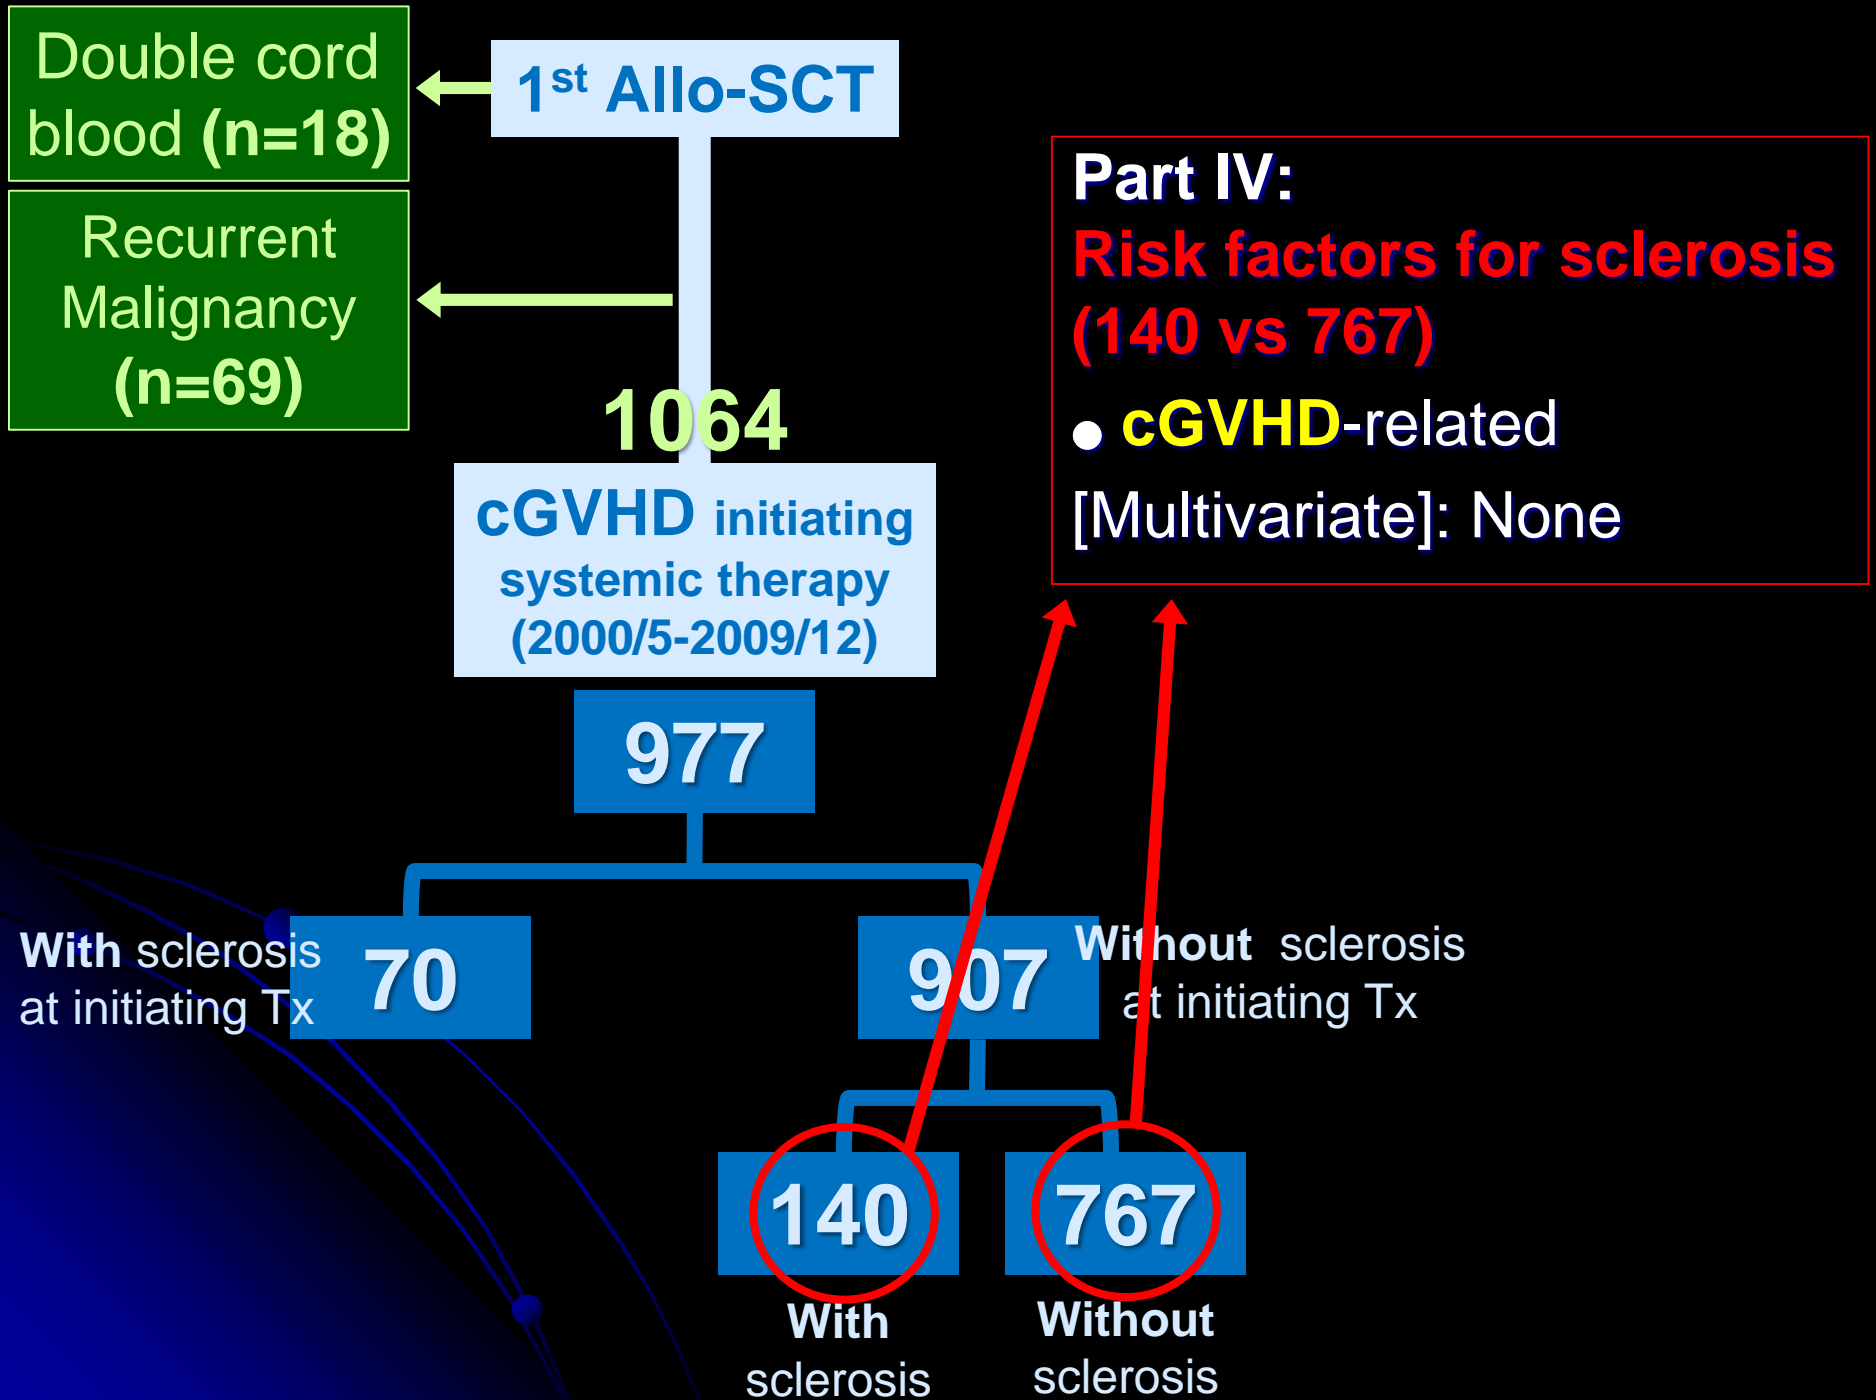 Double cord
blood (n=18)
1st Allo-SCT
Recurrent
Malignancy
(n=69)
Part IV:
Risk factors for sclerosis
(140 vs 767)
● cGVHD-related
[Multivariate]: None
1064
cGVHD initiating
systemic therapy
(2000/5-2009/12)
977
With sclerosis
at initiating Tx
70
907
Without sclerosis
at initiating Tx
140
767
With
sclerosis
Without
sclerosis